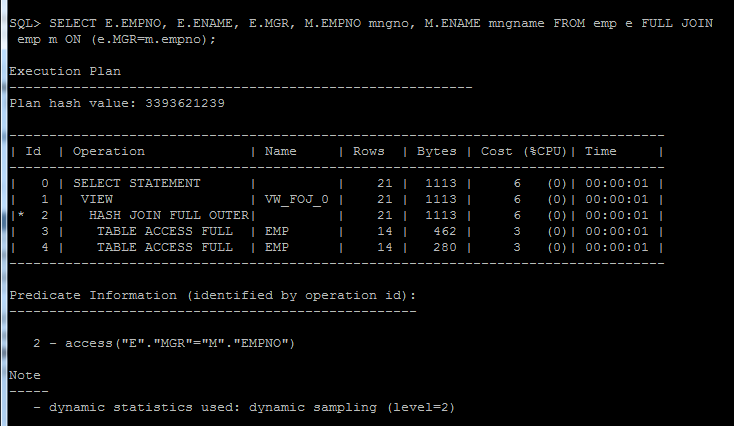 SQL> SELECT E.EMPNO, E.ENAME, E.MGR, M.EMPNO mngno, M.ENAME mngname FROM emp e FULL JOIN
 emp m ON (e.MGR=m.empno);
Execution Plan
----------------------------------------------------------
Plan hash value: 3393621239
----------------------------------------------------------------------------------
| Id  | Operation             | Name     | Rows  | Bytes | Cost (%CPU)| Time     |
----------------------------------------------------------------------------------
|   0 | SELECT STATEMENT      |          |    21 |  1113 |     6   (0)| 00:00:01 |
|   1 |  VIEW                 | VW_FOJ_0 |    21 |  1113 |     6   (0)| 00:00:01 |
|*  2 |   HASH JOIN FULL OUTER|          |    21 |  1113 |     6   (0)| 00:00:01 |
|   3 |    TABLE ACCESS FULL  | EMP      |    14 |   462 |     3   (0)| 00:00:01 |
|   4 |    TABLE ACCESS FULL  | EMP      |    14 |   280 |     3   (0)| 00:00:01 |
----------------------------------------------------------------------------------
Predicate Information (identified by operation id):
---------------------------------------------------
   2 - access("E"."MGR"="M"."EMPNO")
Note
-----
   - dynamic statistics used: dynamic sampling (level=2)